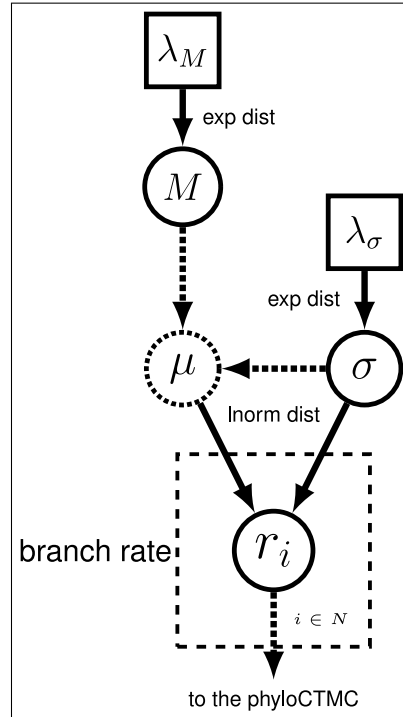 λ_M
exp dist
M
λ_σ
exp dist
μ
σ
lnorm dist
branch rate
r_i
i ∈ N
to the phyloCTMC